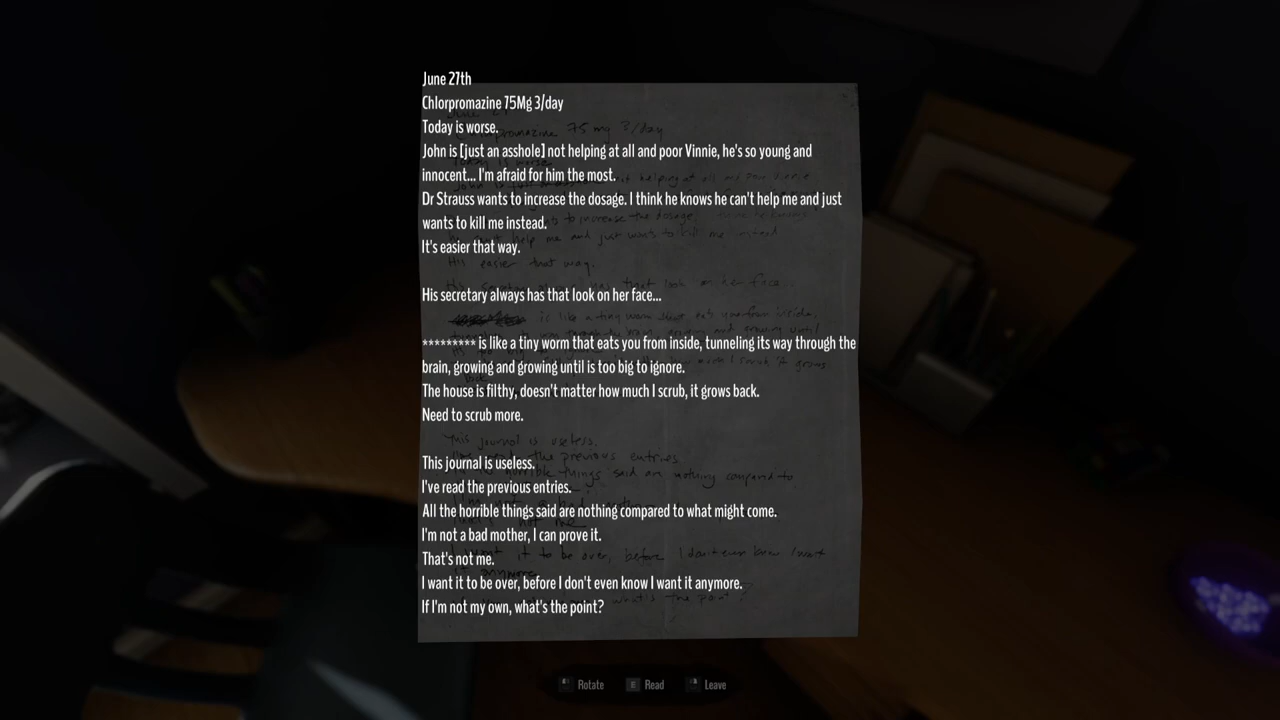 June 27th
Chlorpromazine 75Mg 3/day
Today is worse.
John is [just an asshole] not helping at all and poor Vinnie, he's so young and
innocent... I'm afraid for him the most.
Dr Strauss wants to increase the dosage. I think he knows he can't help me and just
wants to kill me instead.
It's easier that way.
His secretary always has that look on her face...
********* is like a tiny worm that eats you from inside, tunneling its way through the
brain, growing and growing until is too big to ignore.
The house is filthy, doesn't matter how much I scrub, it grows back.
Need to scrub more.
This journal is useless.
I've read the previous entries.
All the horrible things said are nothing compared to what might come.
I'm not a bad mother, I can prove it.
That's not me.
I want it to be over, before I don't even know I want it anymore.
If I'm not my own, what's the point?
Rotate
E Read
Leave